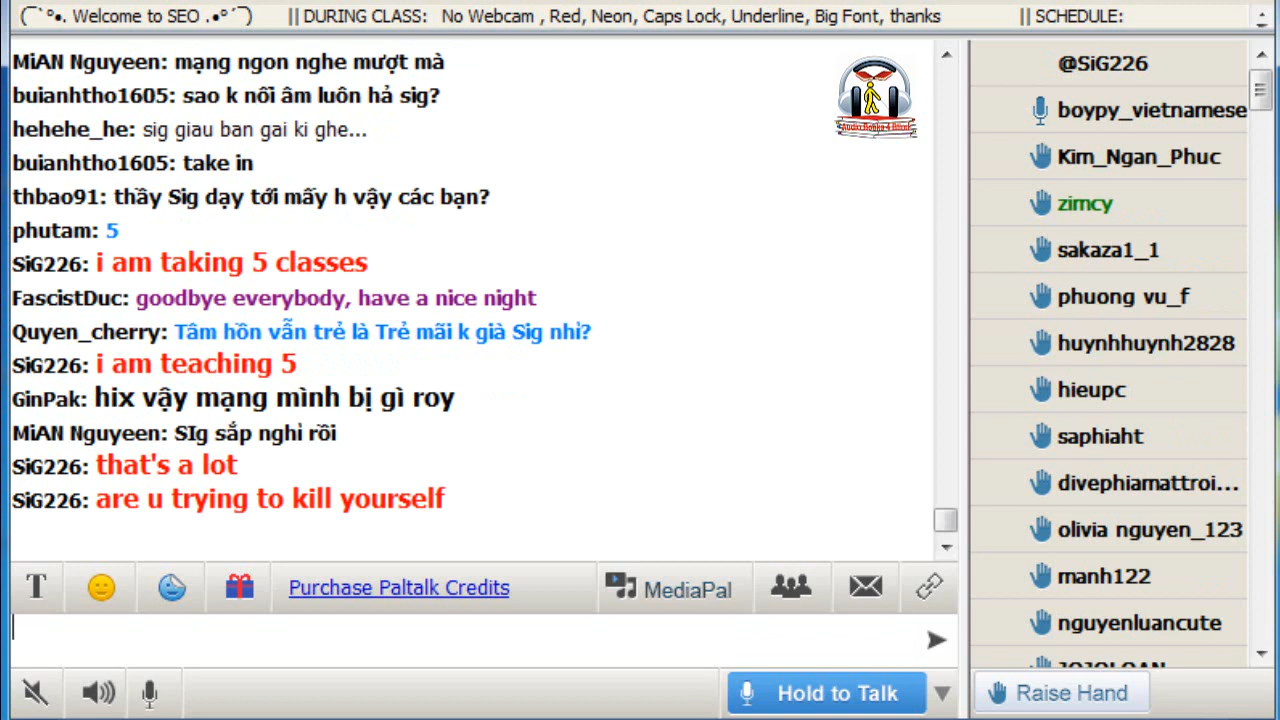 (¯`°•. Welcome to SEO .•°´¯) || DURING CLASS: No Webcam , Red, Neon, Caps Lock, Underline, Big Font, thanks || SCHEDULE:
MiAN Nguyeen: mạng ngon nghe mượt mà
buianhtho1605: sao k nối âm luôn hả sig?
hehehe_he: sig giau ban gai ki ghe...
buianhtho1605: take in
thbao91: thầy Sig dạy tới mấy h vậy các bạn?
phutam: 5
SiG226: i am taking 5 classes
FascistDuc: goodbye everybody, have a nice night
Quyen_cherry: Tâm hồn vẫn trẻ là Trẻ mãi k già Sig nhỉ?
SiG226: i am teaching 5
GinPak: hix vậy mạng mình bị gì roy
MiAN Nguyeen: SIg sắp nghỉ rồi
SiG226: that's a lot
SiG226: are u trying to kill yourself
T
Purchase Paltalk Credits
MediaPal
Hold to Talk
@SiG226
boypy_vietnamese
Kim_Ngan_Phuc
zimcy
sakaza1_1
phuong vu_f
huynhhuynh2828
hieupc
saphiaht
divephiamattroi...
olivia nguyen_123
manh122
nguyenluancute
JOJOLOAN
Raise Hand